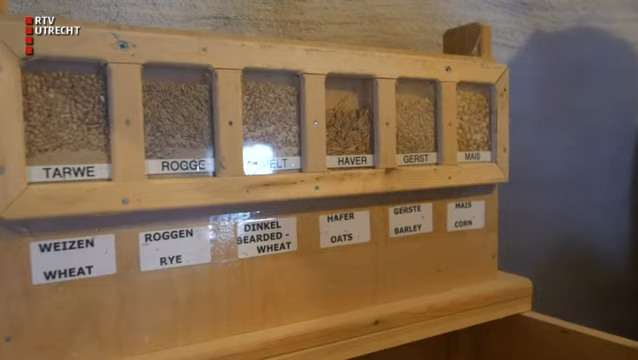 RTV
UTRECHT
TARWE
ROGGE
PELT
HAVER
GERST
MAIS
WEIZEN
WHEAT
ROGGEN
RYE
DINKEL
BEARDED -
WHEAT
HAFER
OATS
GERSTE
BARLEY
MAIS
CORN